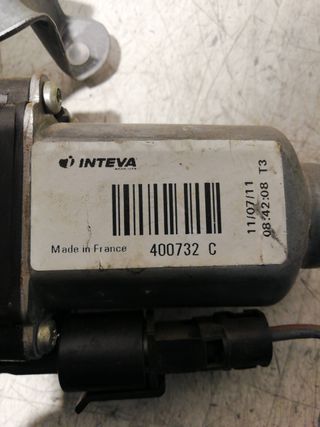 INTEVA
Made in France
400732 C
11/07/11
08:42:08 T3